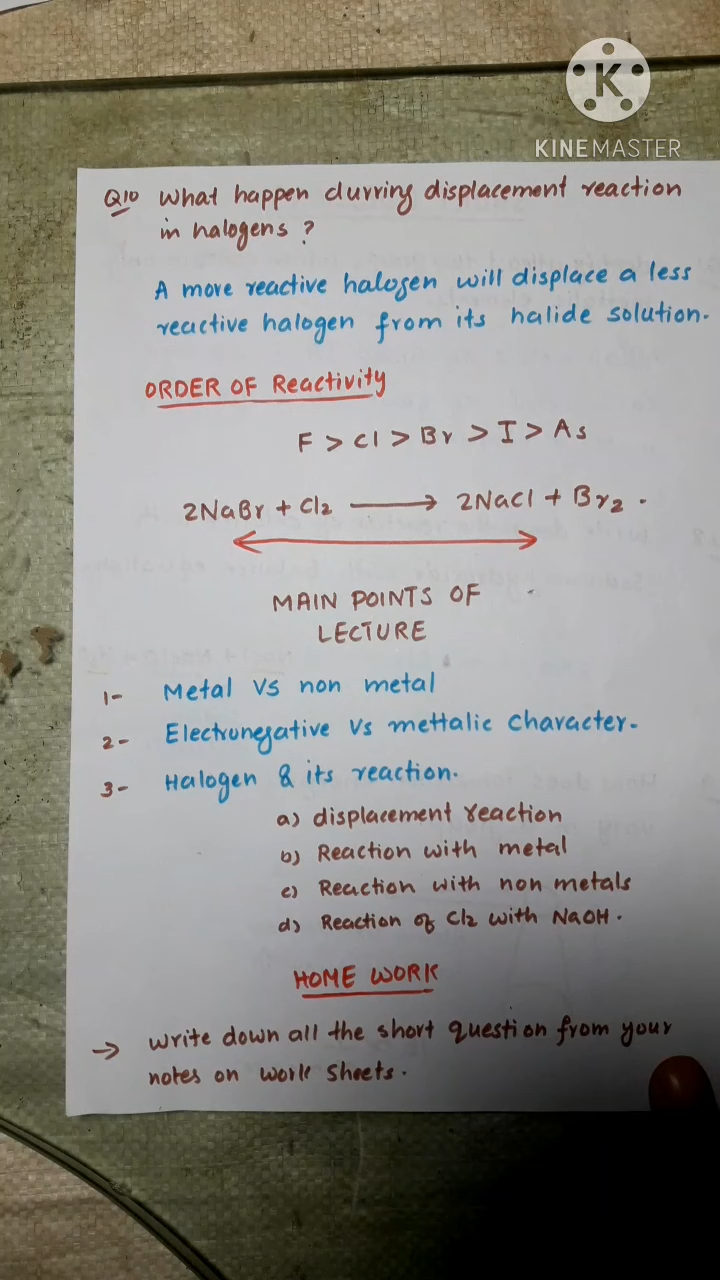 K
KINEMASTER
Q10 What happen durring displacement reaction
in halogens ?
A more reactive halogen will displace a less
reactive halogen from its halide solution.
ORDER OF Reactivity
F > Cl > Br > I > As
2NaBr + Cl2 ⟶ 2NaCl + Br2 .
MAIN POINTS OF
LECTURE
1- Metal Vs non metal
2- Electronegative Vs mettalic Character.
3- Halogen & its reaction.
a) displacement reaction
b) Reaction with metal
c) Reaction with non metals
d) Reaction of Cl2 with NaOH.
HOME WORK
→ Write down all the short question from your
notes on work sheets.